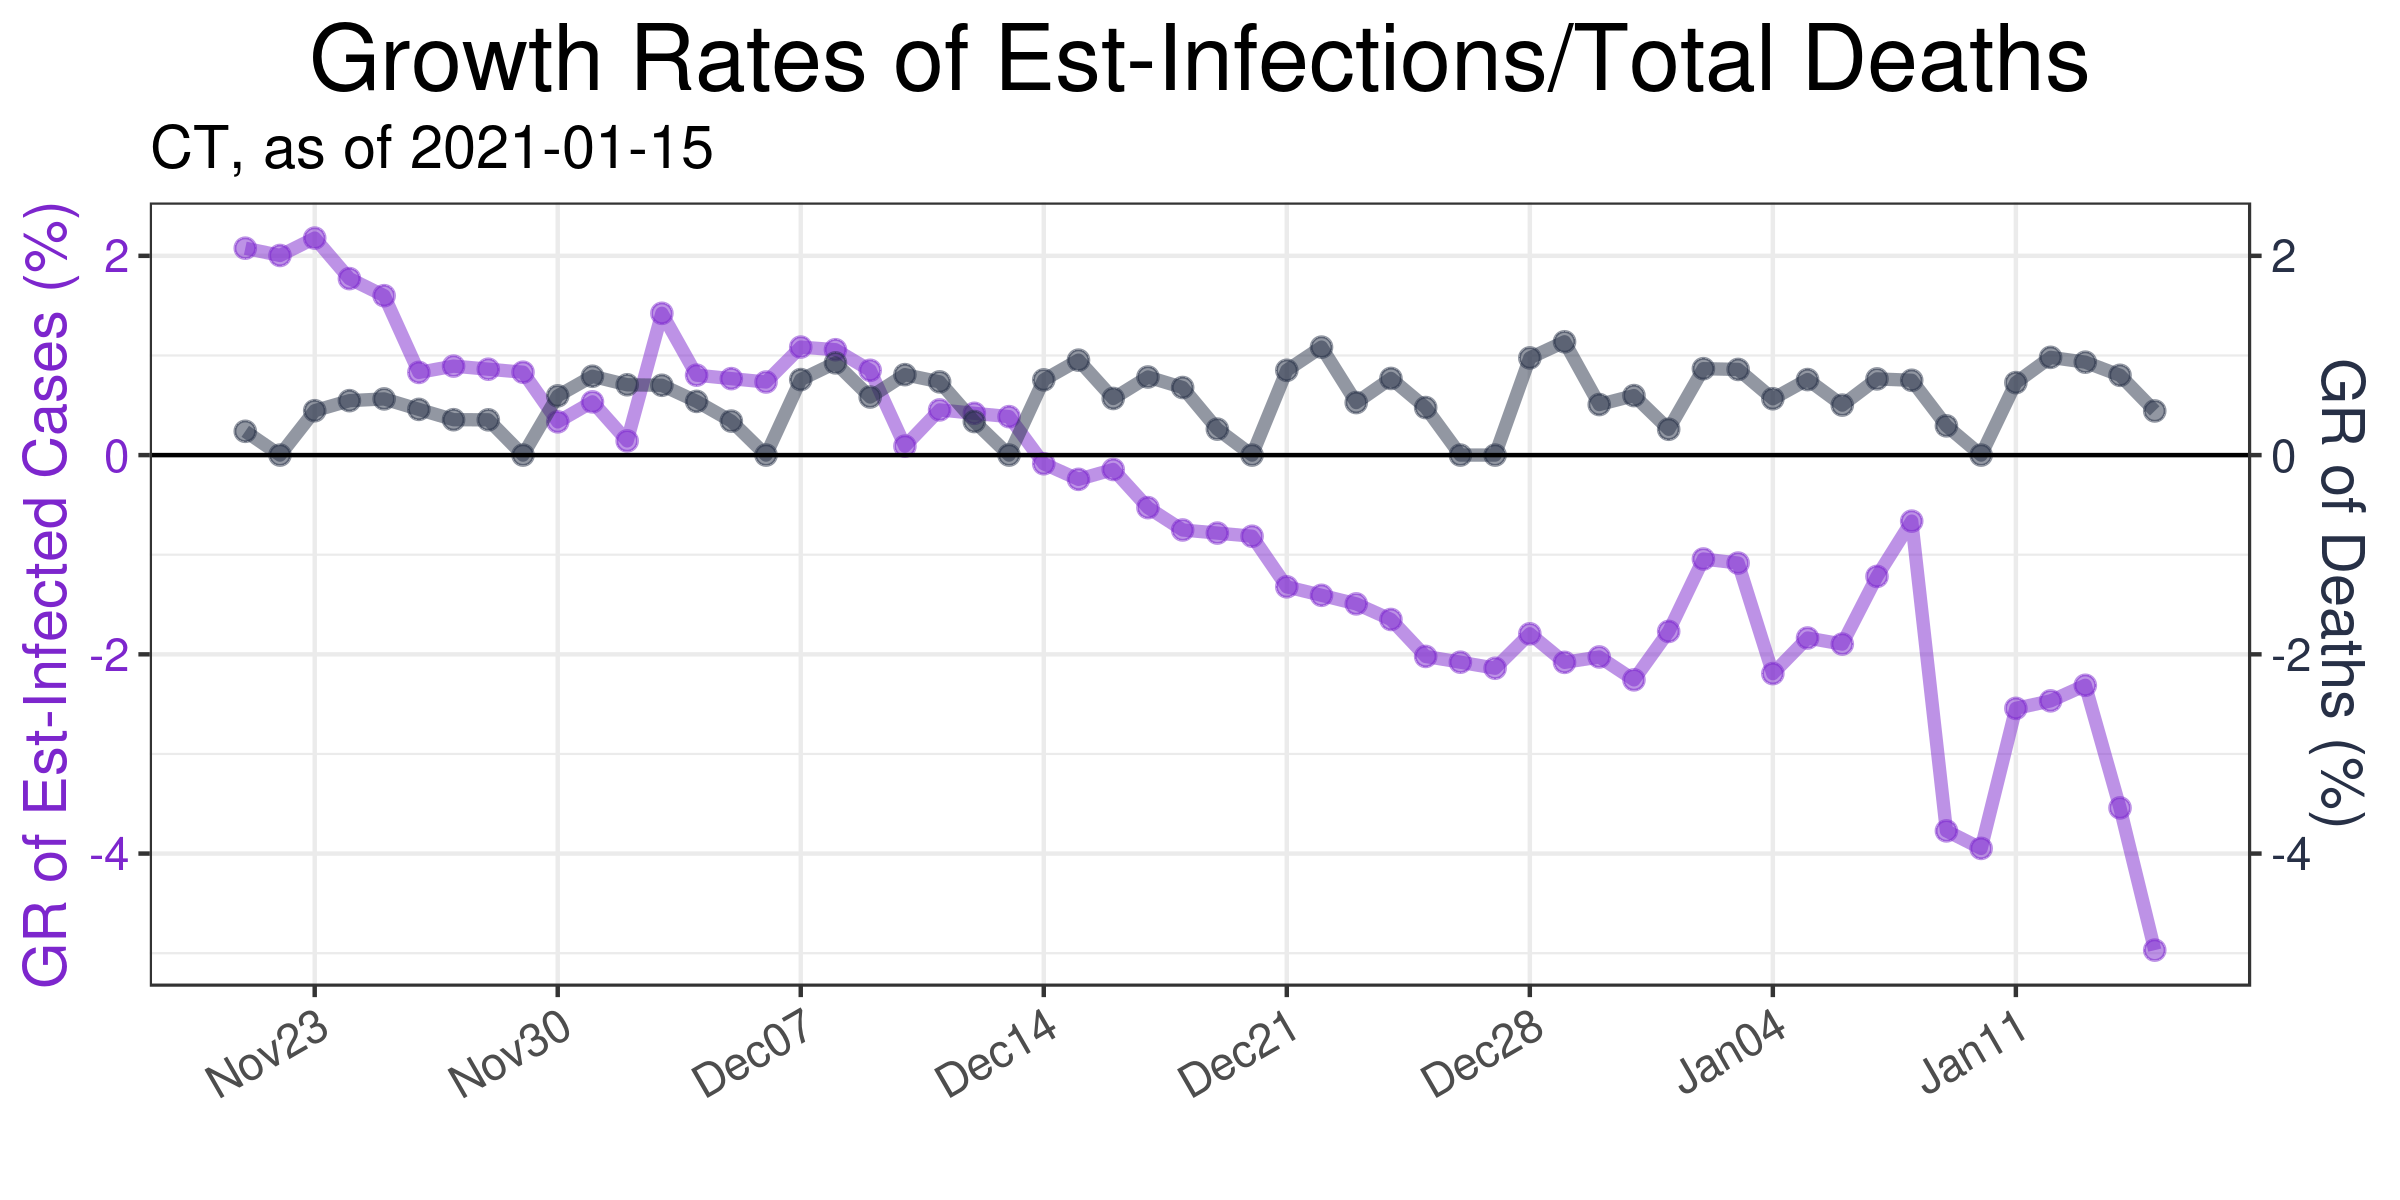 Growth Rates of Est-Infections/Total Deaths
CT, as of 2021-01-15
GR of Est-Infected Cases (%)
2
0
-2
-4
2
0
-2
-4
GR of Deaths (%)
Nov23
Nov30
Dec07
Dec14
Dec21
Dec28
Jan04
Jan11